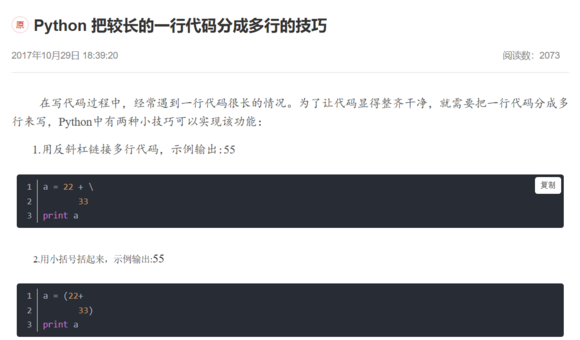 原 Python 把较长的一行代码分成多行的技巧
2017年10月29日 18:39:20 阅读数：2073
在写代码过程中，经常遇到一行代码很长的情况。为了让代码显得整齐干净，就需要把一行代码分成多
行来写，Python中有两种小技巧可以实现该功能：
1.用反斜杠链接多行代码，示例输出:55
复制
1 a = 22 + \
2 33
3 print a
2.用小括号括起来，示例输出:55
1 a = (22+
2 33)
3 print a